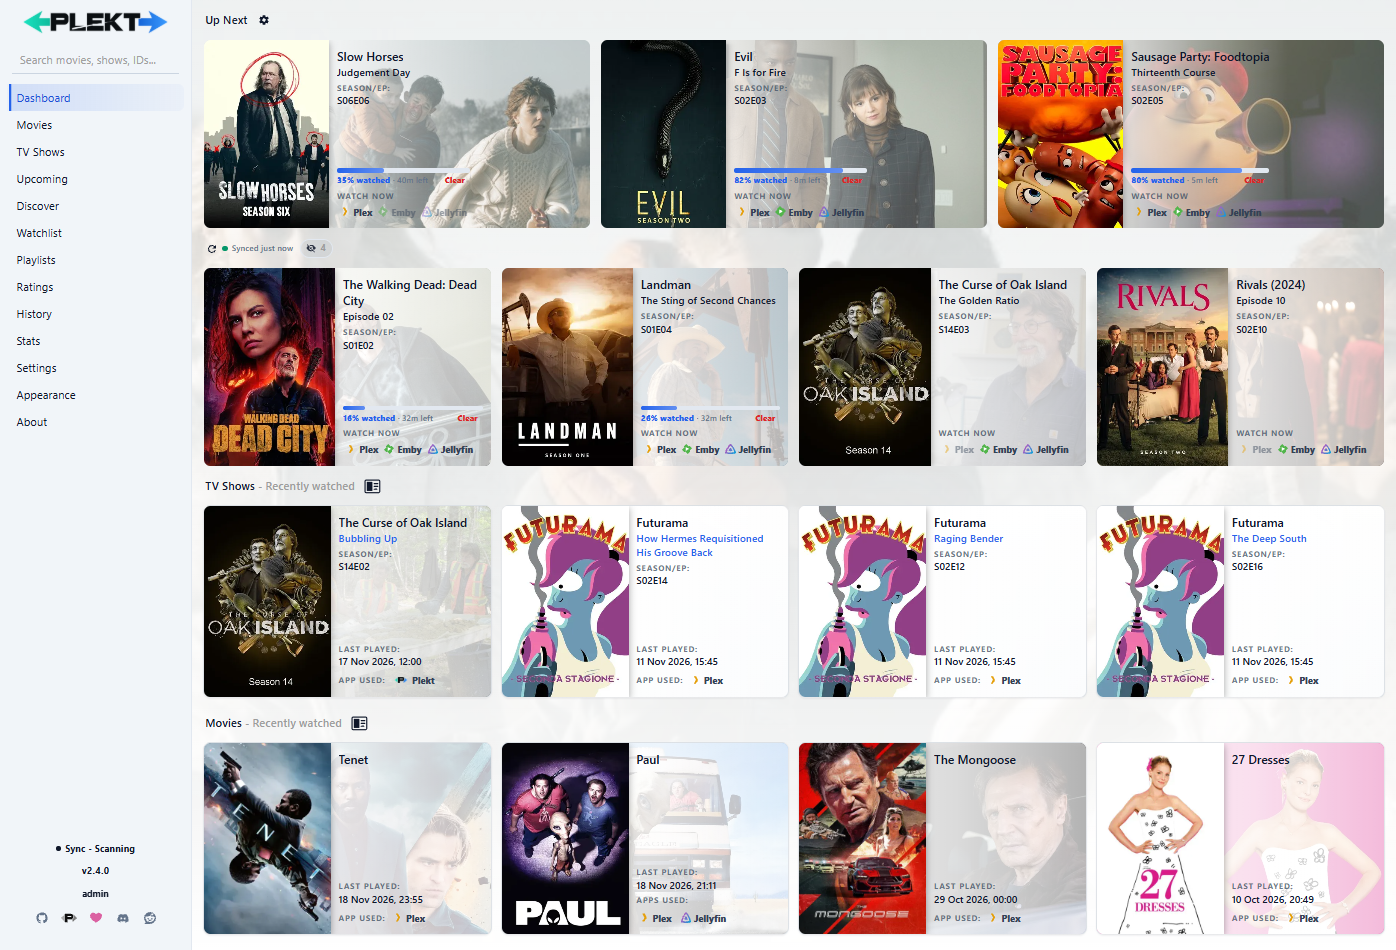 PLEKT
Search movies, shows, IDs...
Dashboard
Movies
TV Shows
Upcoming
Discover
Watchlist
Playlists
Ratings
History
Stats
Settings
Appearance
About
Sync - Scanning
v2.4.0
admin
Up Next
SLOW HORSES
SEASON SIX
Slow Horses
Judgement Day
SEASON/EP:
S06E06
35% watched · 40m left Clear
WATCH NOW
Plex Emby Jellyfin
EVIL
SEASON TWO
Evil
F Is for Fire
SEASON/EP:
S02E03
82% watched · 8m left Clear
WATCH NOW
Plex Emby Jellyfin
SAUSAGE
PARTY:
FOODTOPIA
Sausage Party: Foodtopia
Thirteenth Course
SEASON/EP:
S02E05
80% watched · 5m left Clear
WATCH NOW
Plex Emby Jellyfin
Synced just now 4
THE WALKING DEAD
DEAD CITY
The Walking Dead: Dead
City
Episode 02
SEASON/EP:
S01E02
16% watched · 32m left Clear
WATCH NOW
Plex Emby Jellyfin
LANDMAN
SEASON ONE
Landman
The Sting of Second Chances
SEASON/EP:
S01E04
26% watched · 32m left Clear
WATCH NOW
Plex Emby Jellyfin
THE CURSE OF
OAK ISLAND
Season 14
The Curse of Oak Island
The Golden Ratio
SEASON/EP:
S14E03
WATCH NOW
Plex Emby Jellyfin
RIVALS
SEASON TWO
Rivals (2024)
Episode 10
SEASON/EP:
S02E10
WATCH NOW
Plex Emby Jellyfin
TV Shows - Recently watched
THE CURSE OF
OAK ISLAND
Season 14
The Curse of Oak Island
Bubbling Up
SEASON/EP:
S14E02
LAST PLAYED:
17 Nov 2026, 12:00
APP USED: Plekt
FUTURAMA
- SECONDA STAGIONE -
Futurama
How Hermes Requisitioned
His Groove Back
SEASON/EP:
S02E14
LAST PLAYED:
11 Nov 2026, 15:45
APP USED: Plex
FUTURAMA
- SECONDA STAGIONE -
Futurama
Raging Bender
SEASON/EP:
S02E12
LAST PLAYED:
11 Nov 2026, 15:45
APP USED: Plex
FUTURAMA
- SECONDA STAGIONE -
Futurama
The Deep South
SEASON/EP:
S02E16
LAST PLAYED:
11 Nov 2026, 15:45
APP USED: Plex
Movies - Recently watched
TENET
Tenet
LAST PLAYED:
18 Nov 2026, 23:55
APP USED: Plex
PAUL
Paul
LAST PLAYED:
18 Nov 2026, 21:11
APPS USED:
Plex Jellyfin
THE
MONGOOSE
The Mongoose
LAST PLAYED:
29 Oct 2026, 00:00
APP USED: Plex
27
DRESSES
27 Dresses
LAST PLAYED:
10 Oct 2026, 20:49
APP USED: Plex